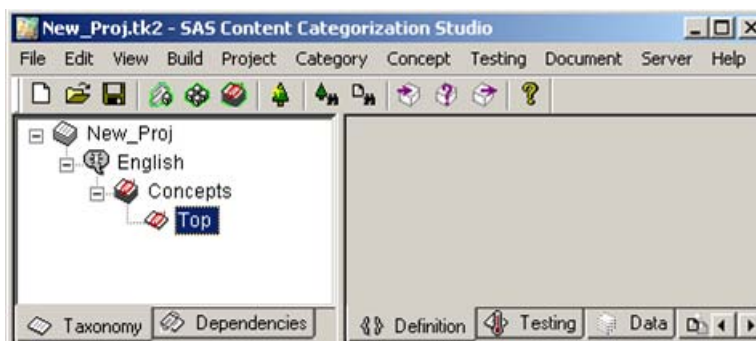 New_Proj.tk2 - SAS Content Categorization Studio
File Edit View Build Project Category Concept Testing Document Server Help
New_Proj
English
Concepts
Top
Taxonomy Dependencies Definition Testing Data